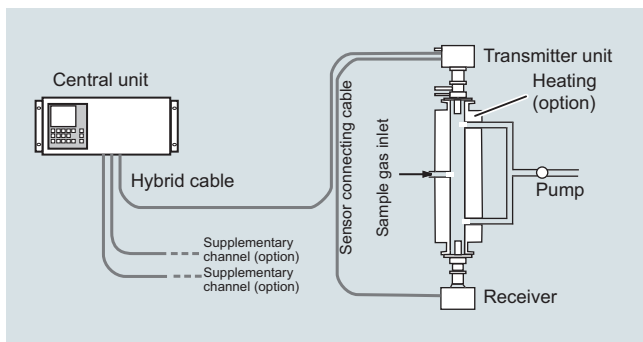 Central unit
Transmitter unit
Heating
(option)
Sensor connecting cable
Sample gas inlet
Hybrid cable
Pump
Supplementary
channel (option)
Supplementary
channel (option)
Receiver